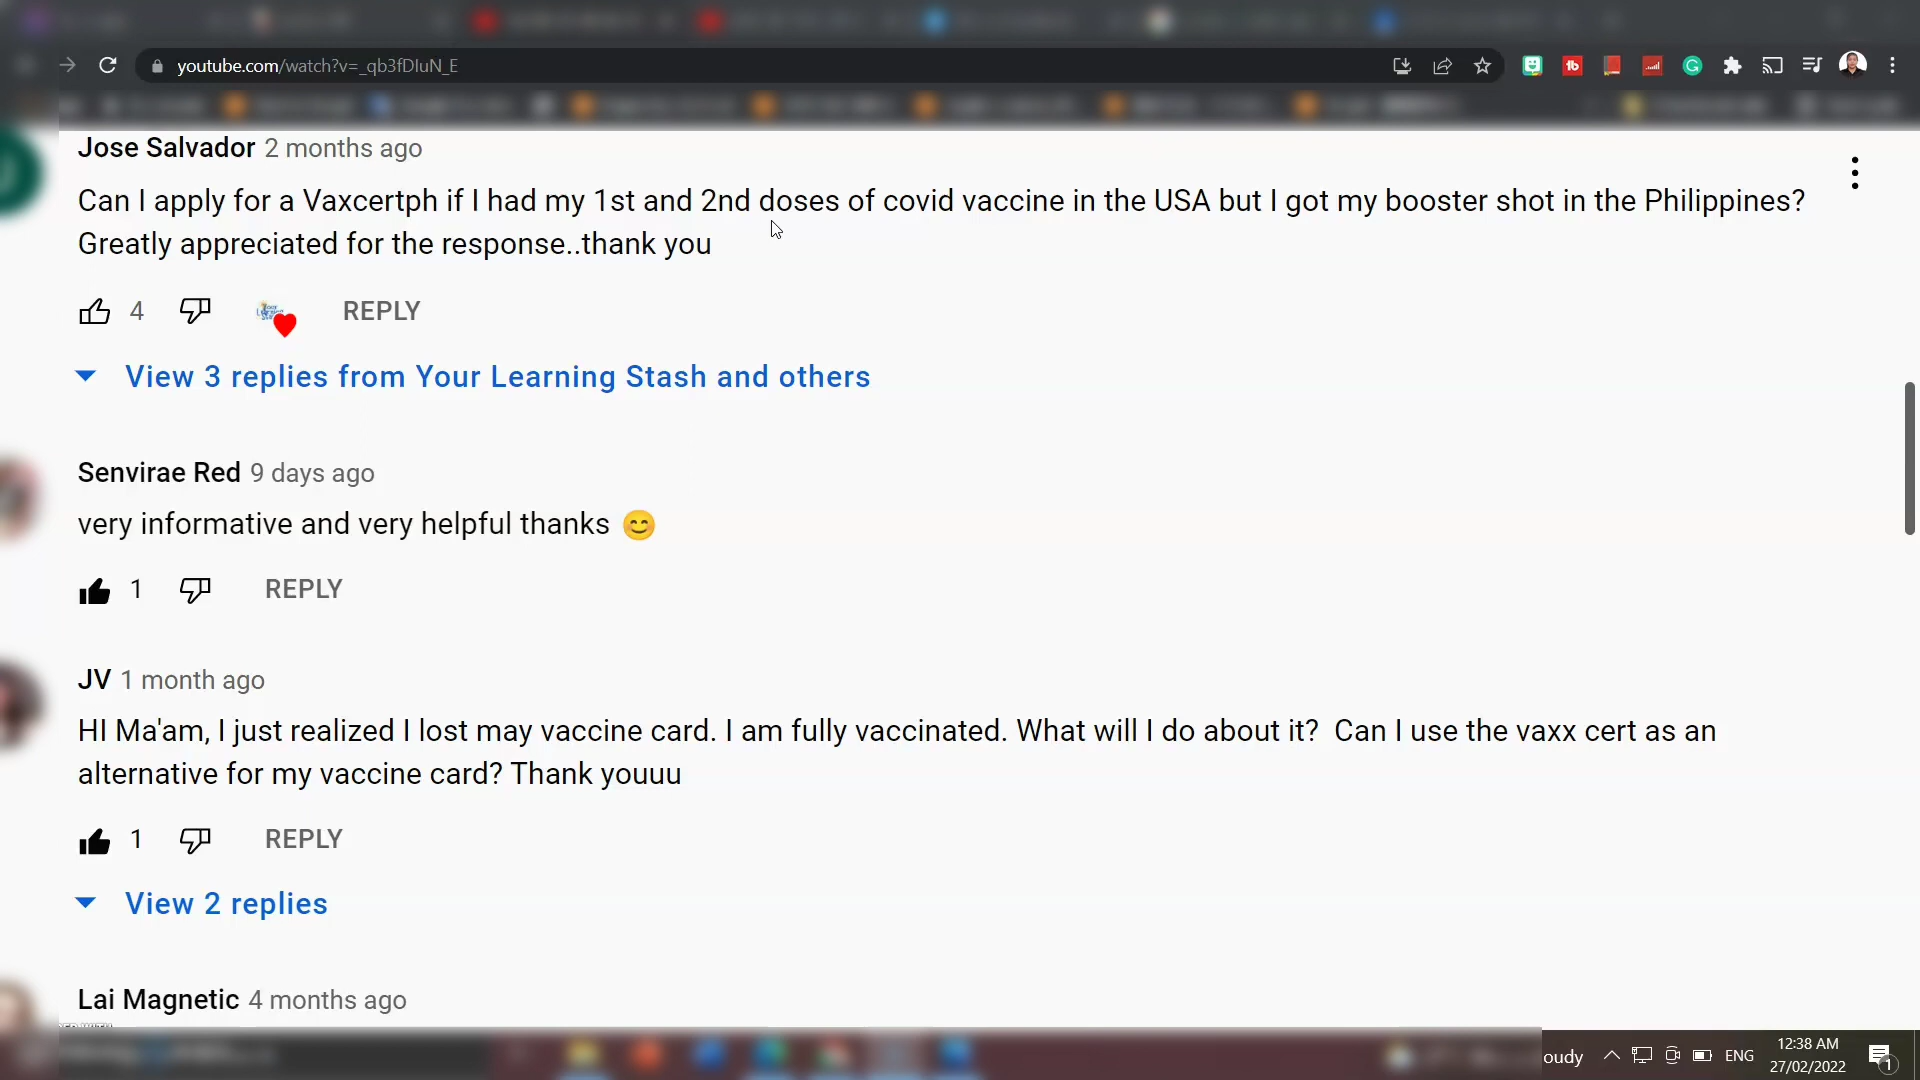 youtube.com/watch?v=_qb3fDIuN_E
Jose Salvador 2 months ago
Can I apply for a Vaxcertph if I had my 1st and 2nd doses of covid vaccine in the USA but I got my booster shot in the Philippines?
Greatly appreciated for the response..thank you
4 REPLY
View 3 replies from Your Learning Stash and others
Senvirae Red 9 days ago
very informative and very helpful thanks 😊
1 REPLY
JV 1 month ago
HI Ma'am, I just realized I lost may vaccine card. I am fully vaccinated. What will I do about it?  Can I use the vaxx cert as an
alternative for my vaccine card? Thank youuu
1 REPLY
View 2 replies
Lai Magnetic 4 months ago
oudy ENG 12:38 AM
27/02/2022 1